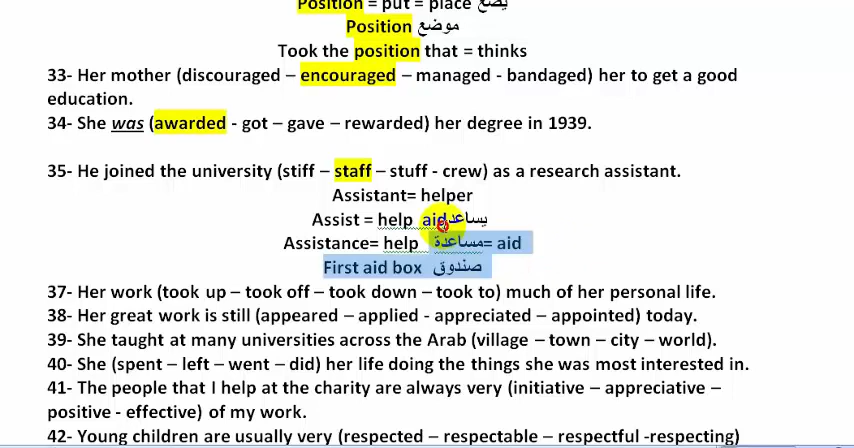 Position = put = place يضع
Position موضع
Took the position that = thinks
33- Her mother (discouraged – encouraged – managed - bandaged) her to get a good
education.
34- She was (awarded - got – gave – rewarded) her degree in 1939.
35- He joined the university (stiff – staff – stuff - crew) as a research assistant.
Assistant= helper
Assist = help aid يساعد
Assistance= help مساعدة= aid
First aid box صندوق
37- Her work (took up – took off – took down – took to) much of her personal life.
38- Her great work is still (appeared – applied - appreciated – appointed) today.
39- She taught at many universities across the Arab (village – town – city – world).
40- She (spent – left – went – did) her life doing the things she was most interested in.
41- The people that I help at the charity are always very (initiative – appreciative –
positive - effective) of my work.
42- Young children are usually very (respected – respectable – respectful -respecting)